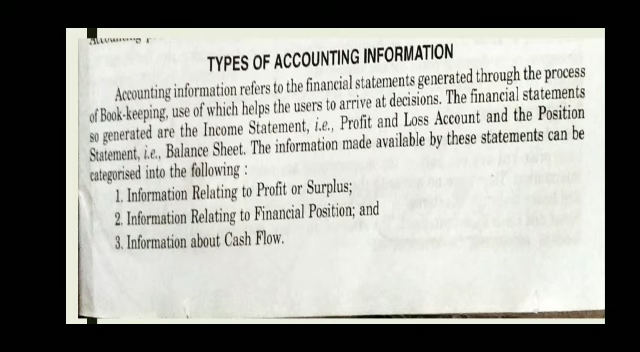 TYPES OF ACCOUNTING INFORMATION
Accounting information refers to the financial statements generated through the process
of Book-keeping, use of which helps the users to arrive at decisions. The financial statements
so generated are the Income Statement, i.e., Profit and Loss Account and the Position
Statement, i.e., Balance Sheet. The information made available by these statements can be
categorised into the following :
1. Information Relating to Profit or Surplus;
2. Information Relating to Financial Position; and
3. Information about Cash Flow.